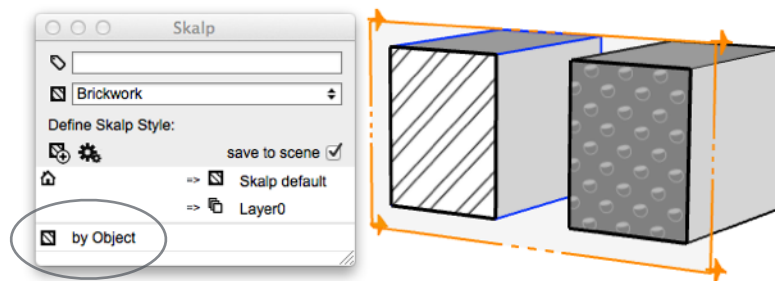 Skalp
Brickwork
Define Skalp Style:
save to scene
=> Skalp default
=> Layer0
by Object